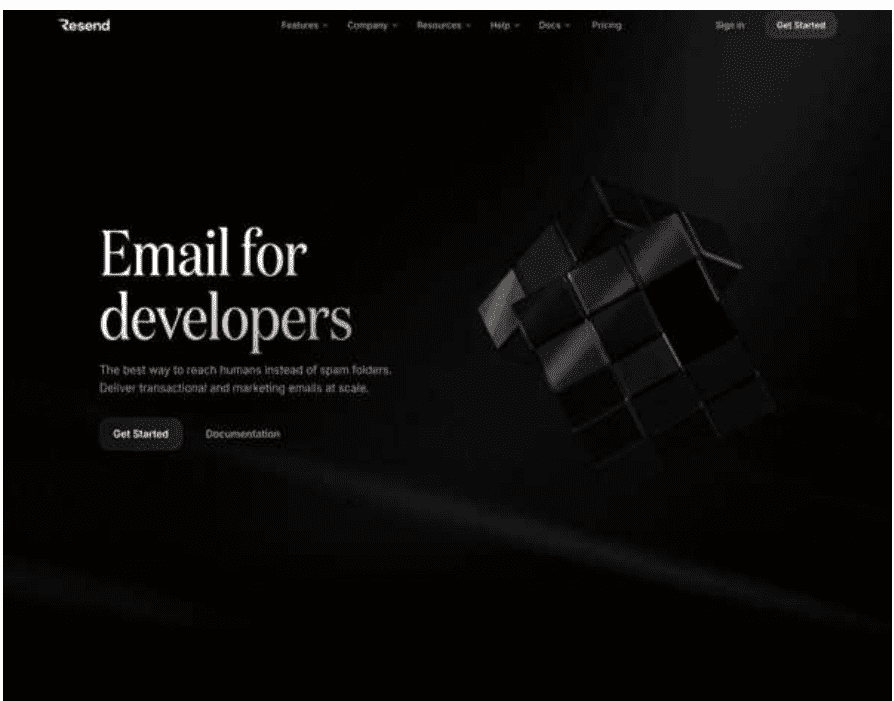 Resend
Features Company Resources Help Docs Pricing Sign in Get Started
Email for
developers
The best way to reach humans instead of spam folders.
Deliver transactional and marketing emails at scale.
Get Started Documentation